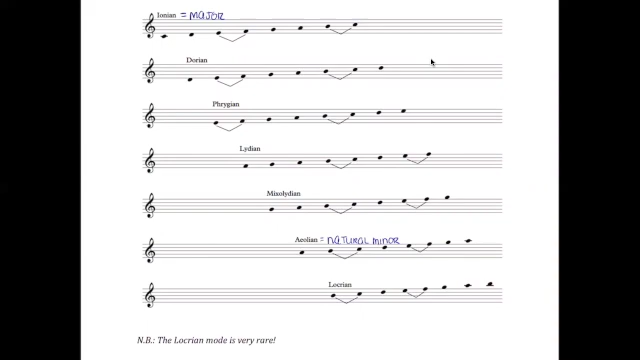 Ionian = MAJOR
Dorian
Phrygian
Lydian
Mixolydian
Aeolian = NATURAL MINOR
Locrian
N.B.: The Locrian mode is very rare!